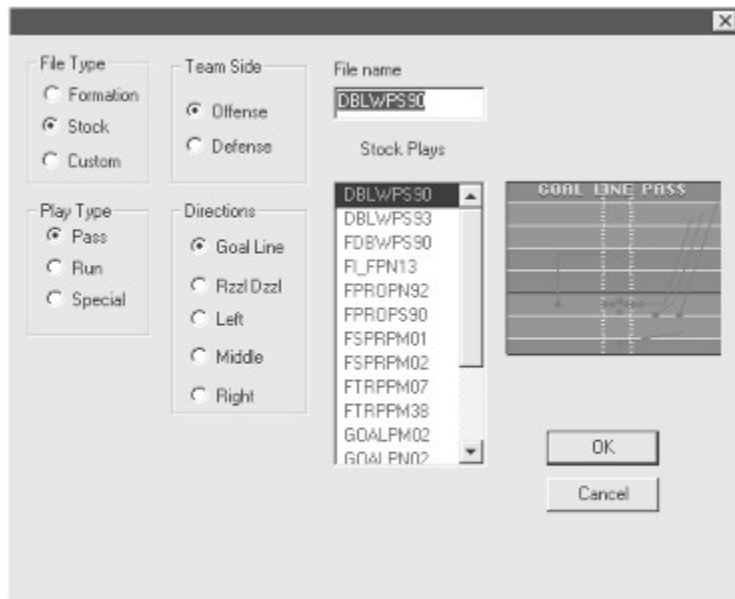 File Type
Formation
Stock
Custom
Play Type
Pass
Run
Special
Team Side
Offense
Defense
Directions
Goal Line
Rzzl Dzzl
Left
Middle
Right
File name
DBLWPS90
Stock Plays
DBLWPS90
DBLWPS93
FDBWPS90
FI_FPN13
FPROPN92
FPROPS90
FSPRPM01
FSPRPM02
FTRPPM07
FTRPPM38
GOALPM02
GOALPN02
GOAL LINE PASS
OK
Cancel